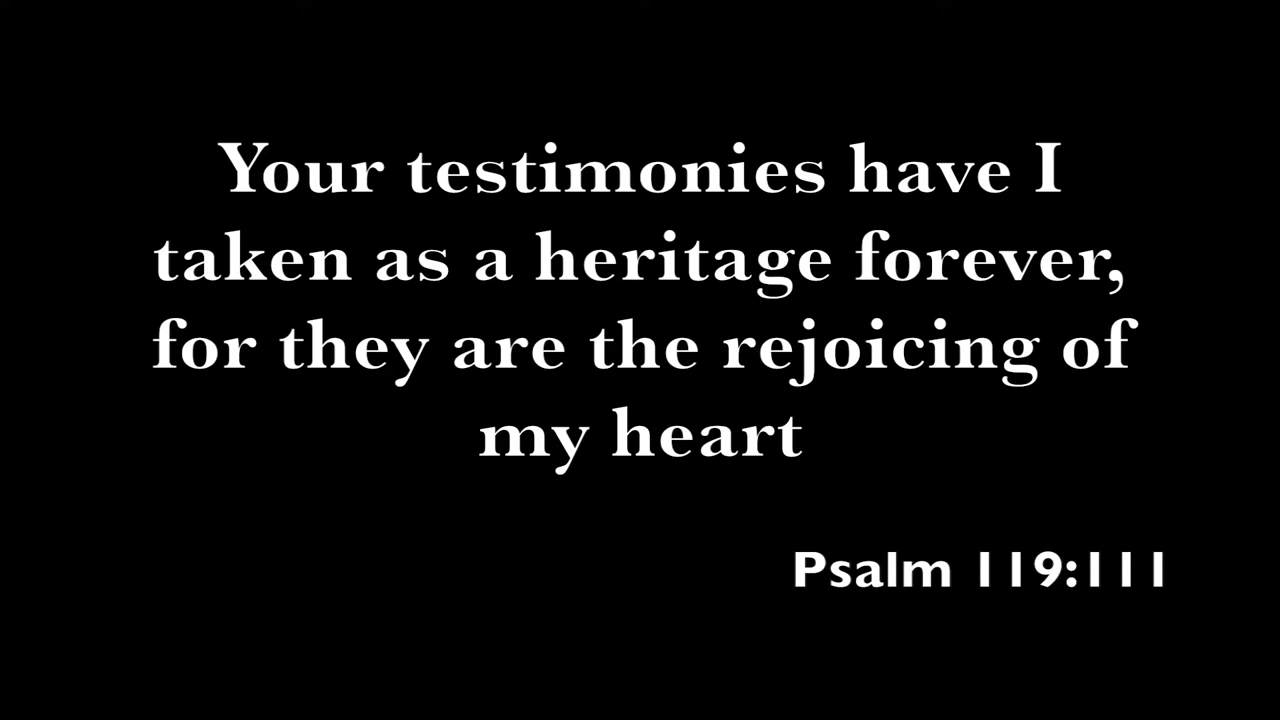 Your testimonies have I
taken as a heritage forever,
for they are the rejoicing of
my heart
Psalm 119:111